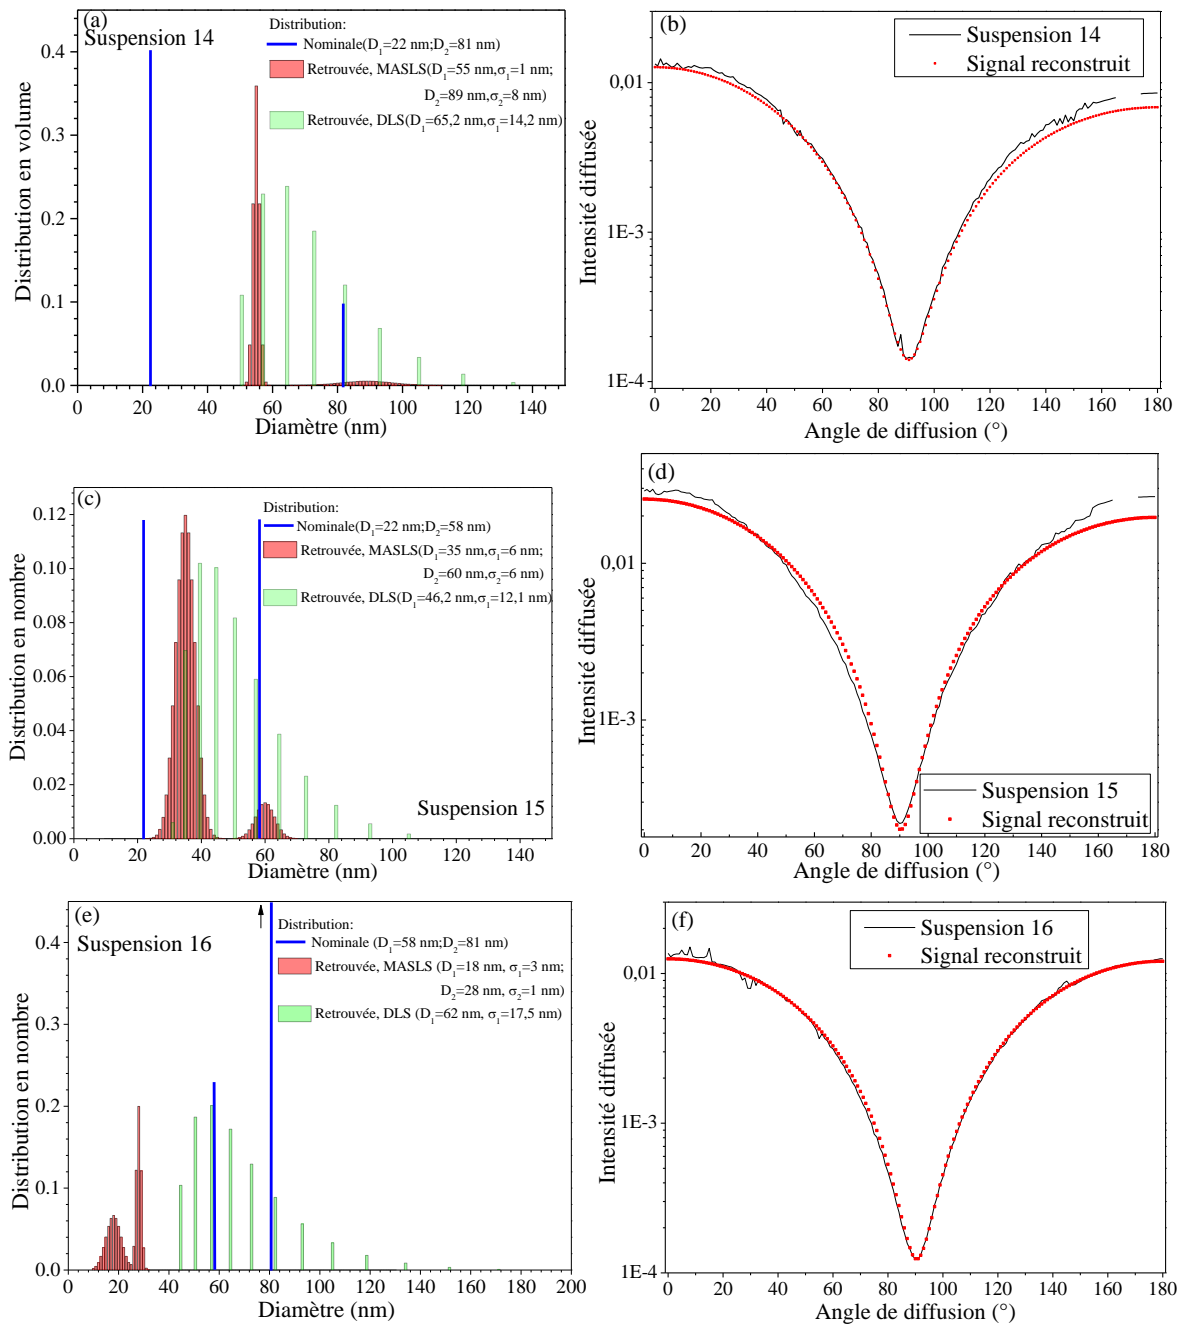 (a)
Suspension 14
Distribution:
Nominale(D₁=22 nm;D₂=81 nm)
Retrouvée, MASLS(D₁=55 nm,σ₁=1 nm;
D₂=89 nm,σ₂=8 nm)
Retrouvée, DLS(D₁=65,2 nm,σ₁=14,2 nm)
Distribution en volume
0.4
0.3
0.2
0.1
0.0
0 20 40 60 80 100 120 140
Diamètre (nm)
(b)
Suspension 14
Signal reconstruit
Intensité diffusée
0,01
1E-3
1E-4
0 20 40 60 80 100 120 140 160 180
Angle de diffusion (°)
(c)
Distribution:
Nominale(D₁=22 nm;D₂=58 nm)
Retrouvée, MASLS(D₁=35 nm,σ₁=6 nm;
D₂=60 nm,σ₂=6 nm)
Retrouvée, DLS(D₁=46,2 nm,σ₁=12,1 nm)
Suspension 15
Distribution en nombre
0.12
0.10
0.08
0.06
0.04
0.02
0.00
0 20 40 60 80 100 120 140
Diamètre (nm)
(d)
Suspension 15
Signal reconstruit
Intensité diffusée
0,01
1E-3
0 20 40 60 80 100 120 140 160 180
Angle de diffusion (°)
(e)
Suspension 16
Distribution:
Nominale (D₁=58 nm;D₂=81 nm)
Retrouvée, MASLS (D₁=18 nm, σ₁=3 nm;
D₂=28 nm, σ₂=1 nm)
Retrouvée, DLS (D₁=62 nm, σ₁=17,5 nm)
Distribution en nombre
0.4
0.3
0.2
0.1
0.0
0 20 40 60 80 100 120 140 160 180 200
Diamètre (nm)
(f)
Suspension 16
Signal reconstruit
Intensité diffusée
0,01
1E-3
1E-4
0 20 40 60 80 100 120 140 160 180
Angle de diffusion (°)